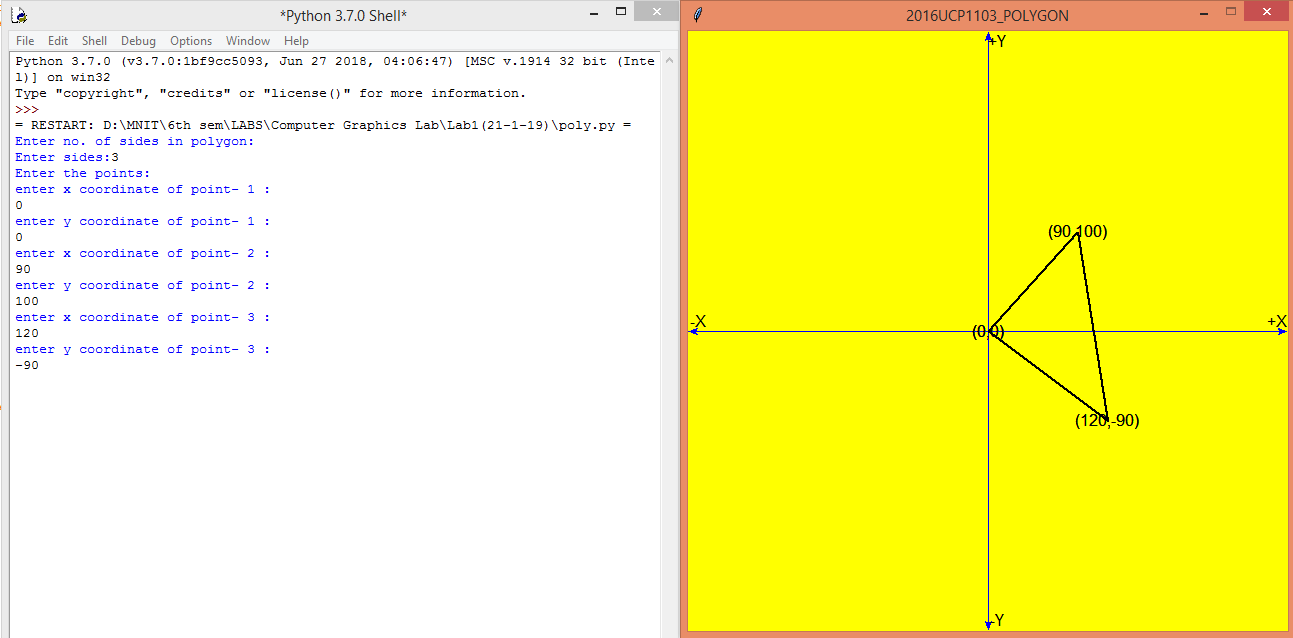 *Python 3.7.0 Shell*
File Edit Shell Debug Options Window Help
Python 3.7.0 (v3.7.0:1bf9cc5093, Jun 27 2018, 04:06:47) [MSC v.1914 32 bit (Inte
l)] on win32
Type "copyright", "credits" or "license()" for more information.
>>>
= RESTART: D:\MNIT\6th sem\LABS\Computer Graphics Lab\Lab1(21-1-19)\poly.py =
Enter no. of sides in polygon:
Enter sides:3
Enter the points:
enter x coordinate of point- 1 :
0
enter y coordinate of point- 1 :
0
enter x coordinate of point- 2 :
90
enter y coordinate of point- 2 :
100
enter x coordinate of point- 3 :
120
enter y coordinate of point- 3 :
-90
2016UCP1103_POLYGON
+Y
(90,100)
-X
+X
(0,0)
(120,-90)
-Y